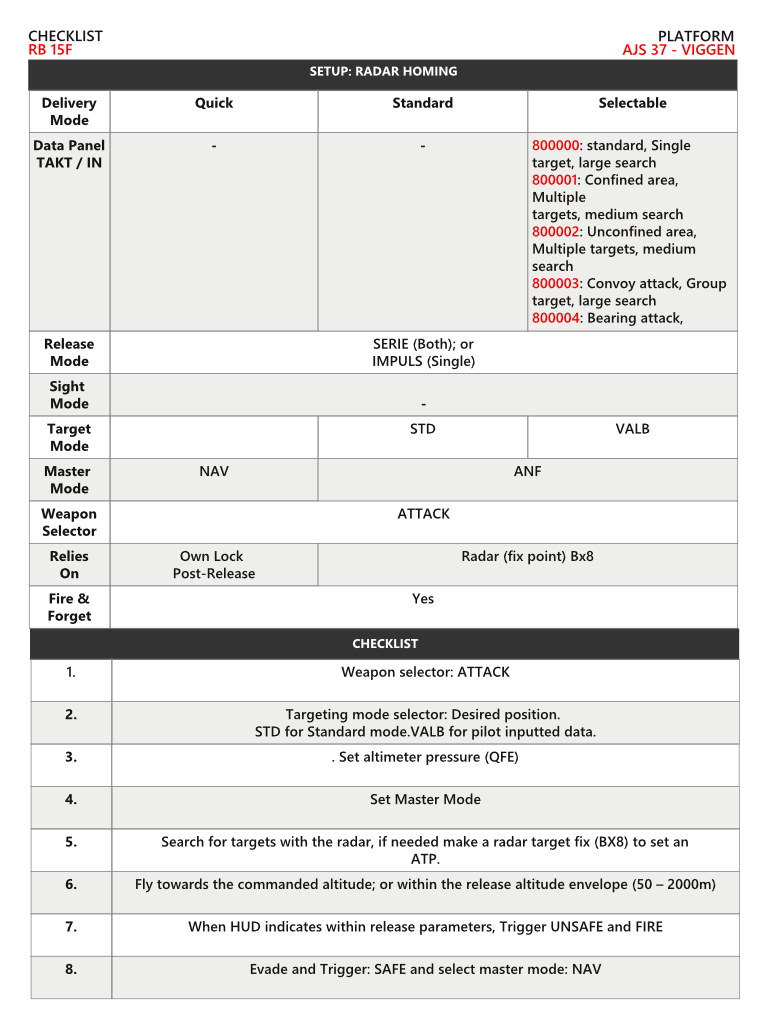 CHECKLIST
RB 15F
PLATFORM
AJS 37 - VIGGEN
SETUP: RADAR HOMING
Delivery
Mode
Quick
Standard
Selectable
Data Panel
TAKT / IN
-
-
800000: standard, Single
target, large search
800001: Confined area,
Multiple
targets, medium search
800002: Unconfined area,
Multiple targets, medium
search
800003: Convoy attack, Group
target, large search
800004: Bearing attack,
Release
Mode
SERIE (Both); or
IMPULS (Single)
Sight
Mode
-
Target
Mode
STD
VALB
Master
Mode
NAV
ANF
Weapon
Selector
ATTACK
Relies
On
Own Lock
Post-Release
Radar (fix point) Bx8
Fire &
Forget
Yes
CHECKLIST
1.
Weapon selector: ATTACK
2.
Targeting mode selector: Desired position.
STD for Standard mode.VALB for pilot inputted data.
3.
. Set altimeter pressure (QFE)
4.
Set Master Mode
5.
Search for targets with the radar, if needed make a radar target fix (BX8) to set an
ATP.
6.
Fly towards the commanded altitude; or within the release altitude envelope (50 – 2000m)
7.
When HUD indicates within release parameters, Trigger UNSAFE and FIRE
8.
Evade and Trigger: SAFE and select master mode: NAV